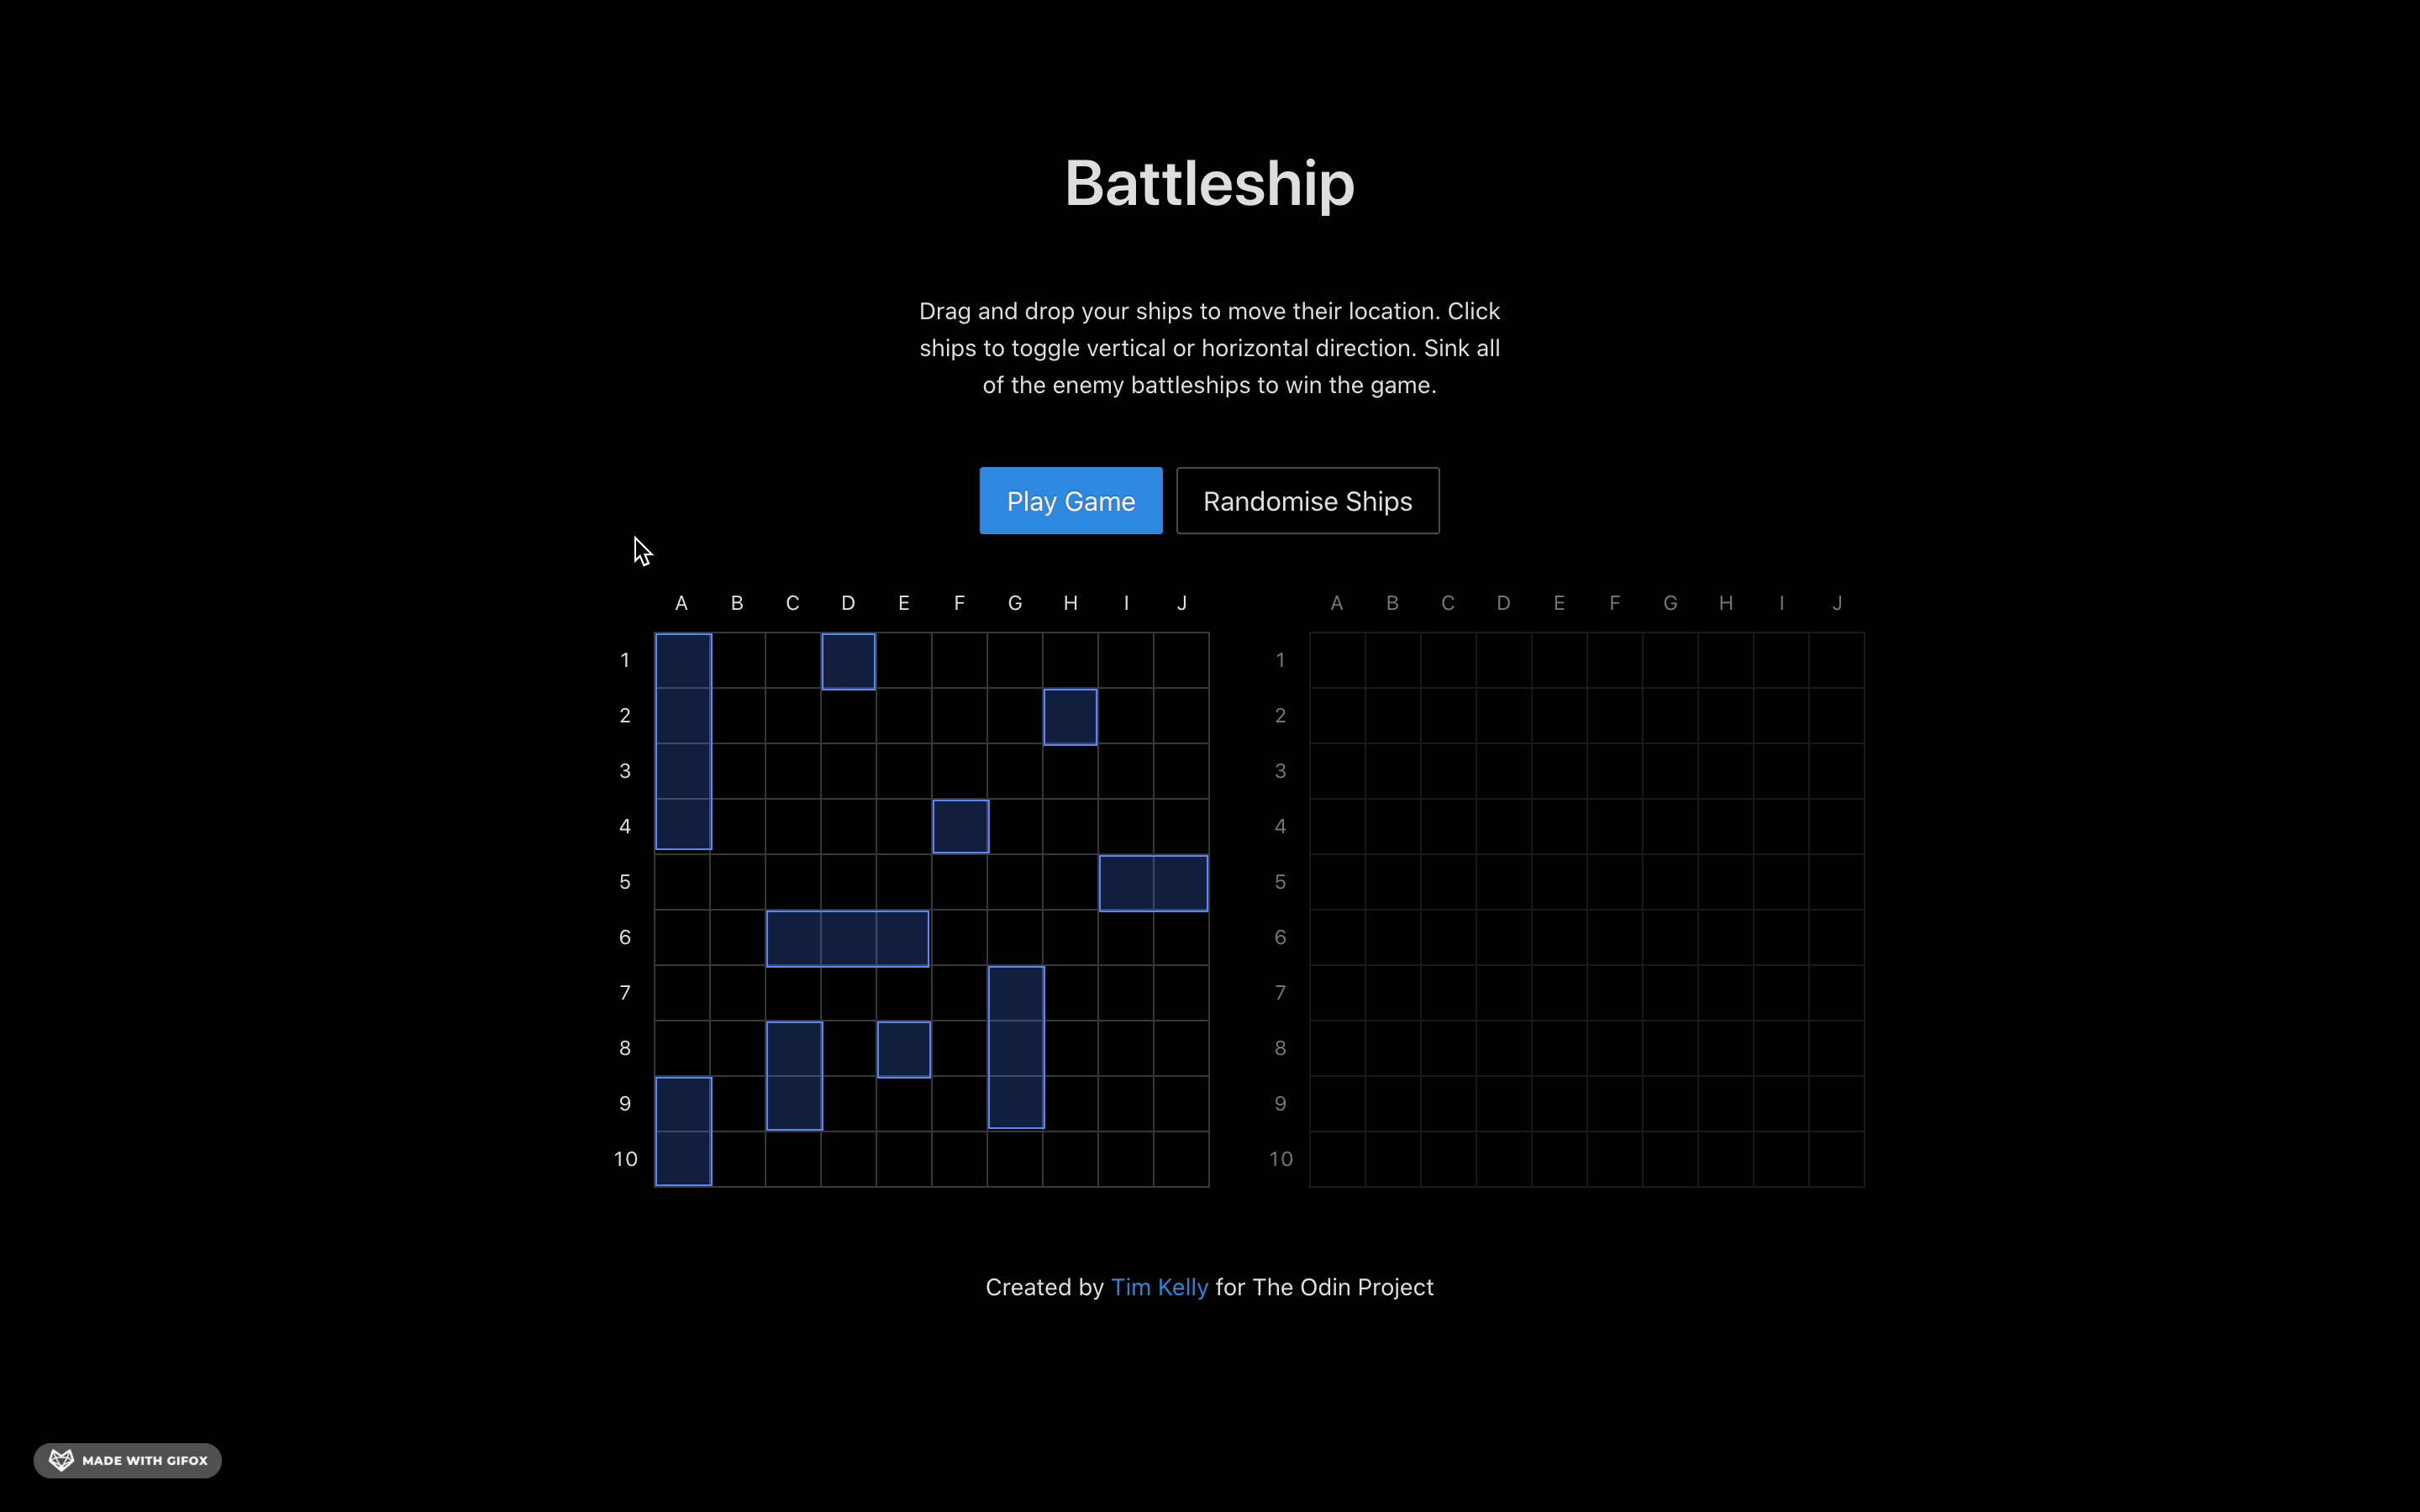 Battleship
Drag and drop your ships to move their location. Click
ships to toggle vertical or horizontal direction. Sink all
of the enemy battleships to win the game.
Play Game Randomise Ships
A B C D E F G H I J
1
2
3
4
5
6
7
8
9
10
A B C D E F G H I J
1
2
3
4
5
6
7
8
9
10
Created by Tim Kelly for The Odin Project
MADE WITH GIFOX